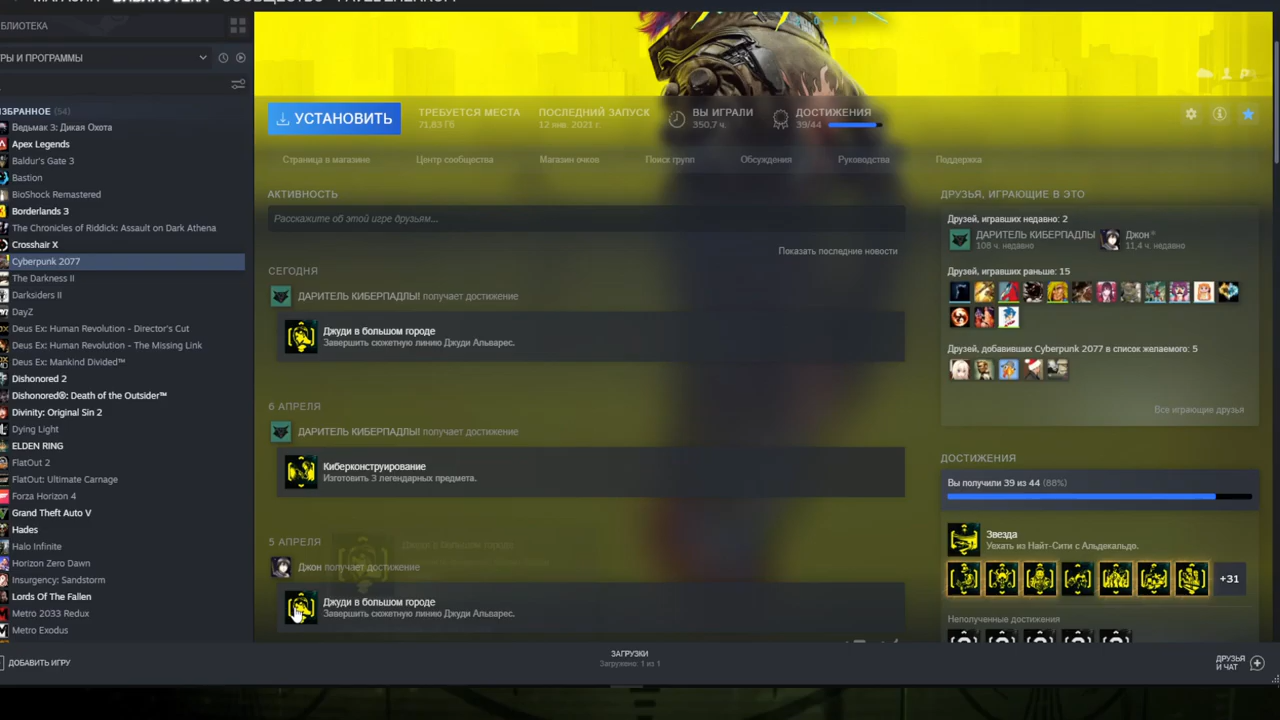 БИБЛИОТЕКА
ИГРЫ И ПРОГРАММЫ
ИЗБРАННОЕ (54)
Ведьмак 3: Дикая Охота
Apex Legends
Baldur's Gate 3
Bastion
BioShock Remastered
Borderlands 3
The Chronicles of Riddick: Assault on Dark Athena
Crosshair X
Cyberpunk 2077
The Darkness II
Darksiders II
DayZ
Deus Ex: Human Revolution - Director's Cut
Deus Ex: Human Revolution - The Missing Link
Deus Ex: Mankind Divided™
Dishonored 2
Dishonored®: Death of the Outsider™
Divinity: Original Sin 2
Dying Light
ELDEN RING
FlatOut 2
FlatOut: Ultimate Carnage
Forza Horizon 4
Grand Theft Auto V
Hades
Halo Infinite
Horizon Zero Dawn
Insurgency: Sandstorm
Lords Of The Fallen
Metro 2033 Redux
Metro Exodus
ДОБАВИТЬ ИГРУ
УСТАНОВИТЬ
ТРЕБУЕТСЯ МЕСТА
71,83 Гб
ПОСЛЕДНИЙ ЗАПУСК
12 янв. 2021 г.
ВЫ ИГРАЛИ
350,7 ч.
ДОСТИЖЕНИЯ
39/44
Страница в магазине
Центр сообщества
Магазин очков
Поиск групп
Обсуждения
Руководства
Поддержка
АКТИВНОСТЬ
Расскажите об этой игре друзьям...
Показать последние новости
СЕГОДНЯ
ДАРИТЕЛЬ КИБЕРПАДЛЫ! получает достижение
Джуди в большом городе
Завершить сюжетную линию Джуди Альварес.
6 АПРЕЛЯ
ДАРИТЕЛЬ КИБЕРПАДЛЫ! получает достижение
Киберконструирование
Изготовить 3 легендарных предмета.
5 АПРЕЛЯ
Джон получает достижение
Джуди в большом городе
Завершить сюжетную линию Джуди Альварес.
ДРУЗЬЯ, ИГРАЮЩИЕ В ЭТО
Друзей, игравших недавно: 2
ДАРИТЕЛЬ КИБЕРПАДЛЫ
108 ч. недавно
Джон
11,4 ч. недавно
Друзей, игравших раньше: 15
Друзей, добавивших Cyberpunk 2077 в список желаемого: 5
Все играющие друзья
ДОСТИЖЕНИЯ
Вы получили 39 из 44 (88%)
Звезда
Уехать из Найт-Сити с Альдекальдо.
+31
Неполученные достижения
ЗАГРУЗКИ
Загружено: 1 из 1
ДРУЗЬЯ
И ЧАТ